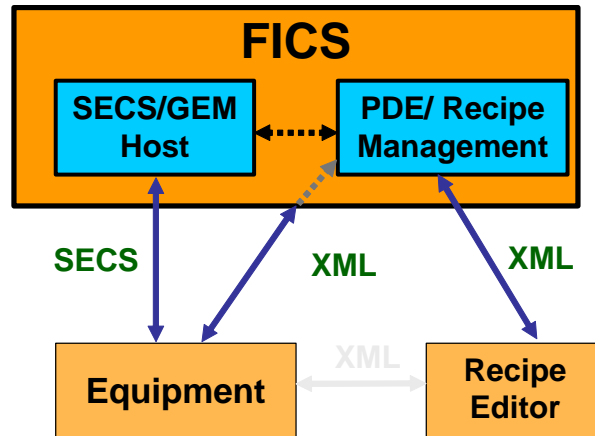 FICS
SECS/GEM
Host
PDE/ Recipe
Management
SECS
XML
XML
XML
Equipment
Recipe
Editor